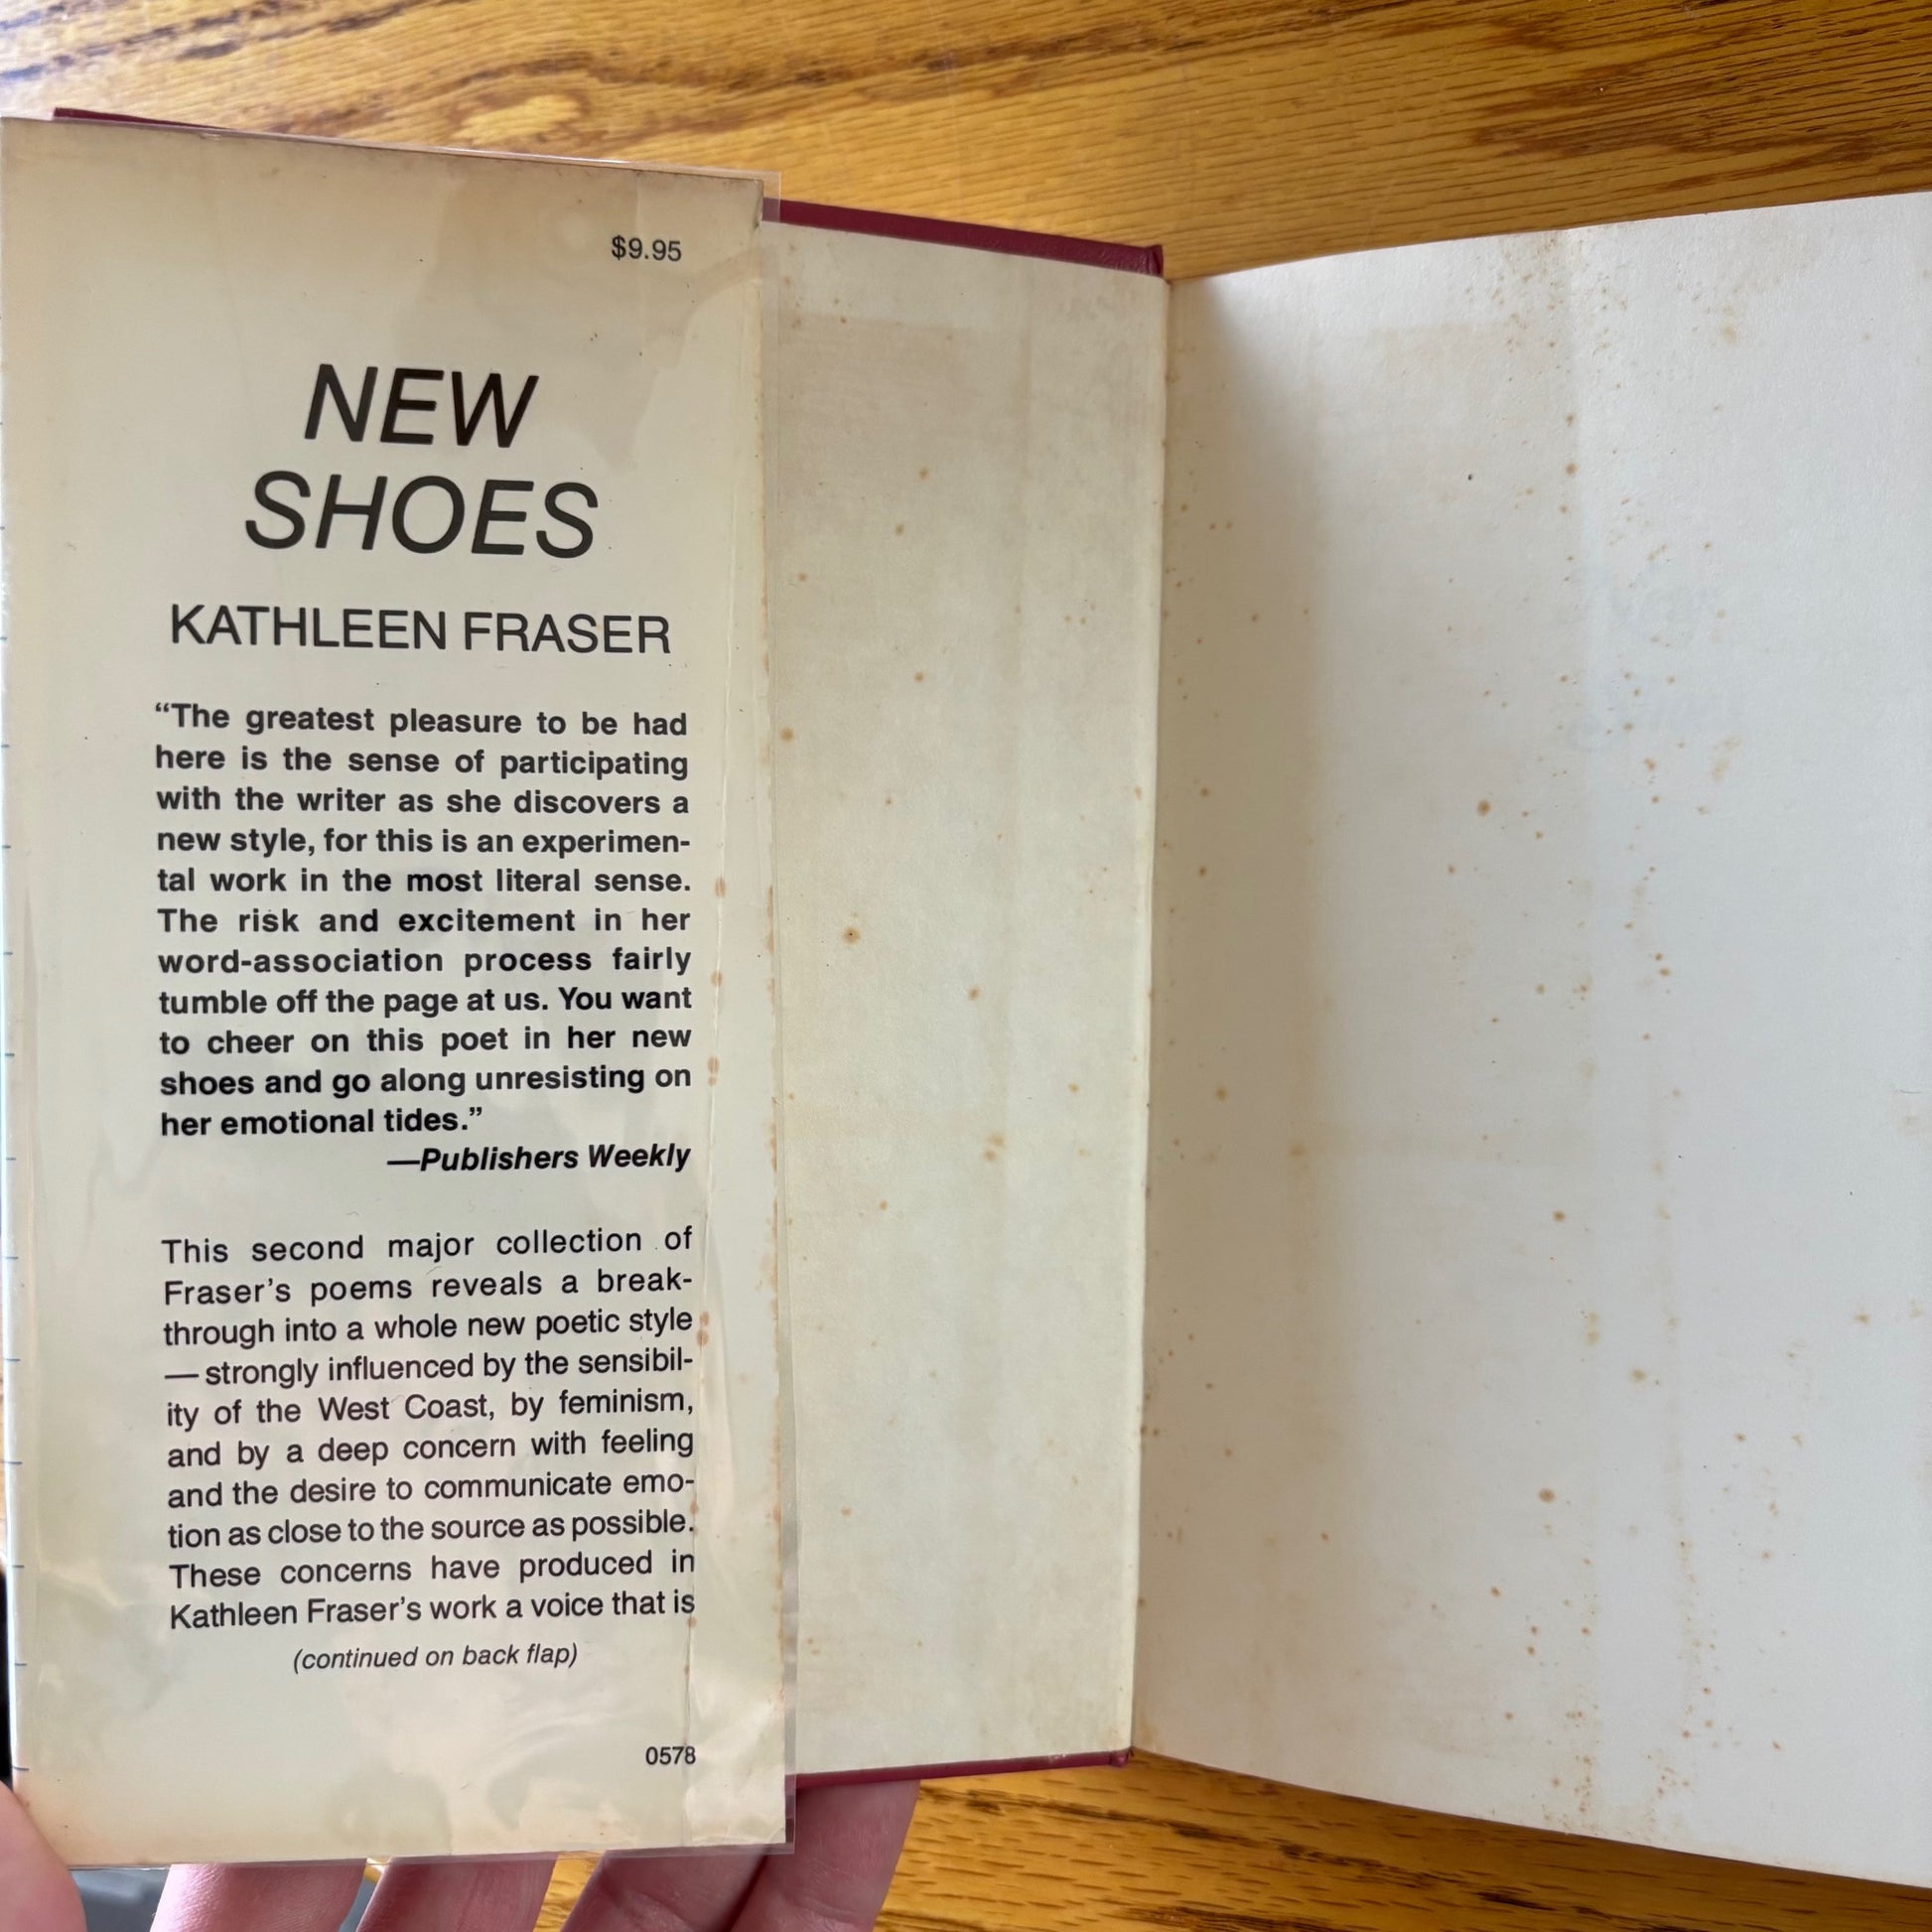 $9.95
NEW
SHOES
KATHLEEN FRASER
“The greatest pleasure to be had
here is the sense of participating
with the writer as she discovers a
new style, for this is an experimen-
tal work in the most literal sense.
The risk and excitement in her
word-association process fairly
tumble off the page at us. You want
to cheer on this poet in her new
shoes and go along unresisting on
her emotional tides.”
—Publishers Weekly
This second major collection of
Fraser’s poems reveals a break-
through into a whole new poetic style
— strongly influenced by the sensibil-
ity of the West Coast, by feminism,
and by a deep concern with feeling
and the desire to communicate emo-
tion as close to the source as possible.
These concerns have produced in
Kathleen Fraser’s work a voice that is
(continued on back flap)
0578